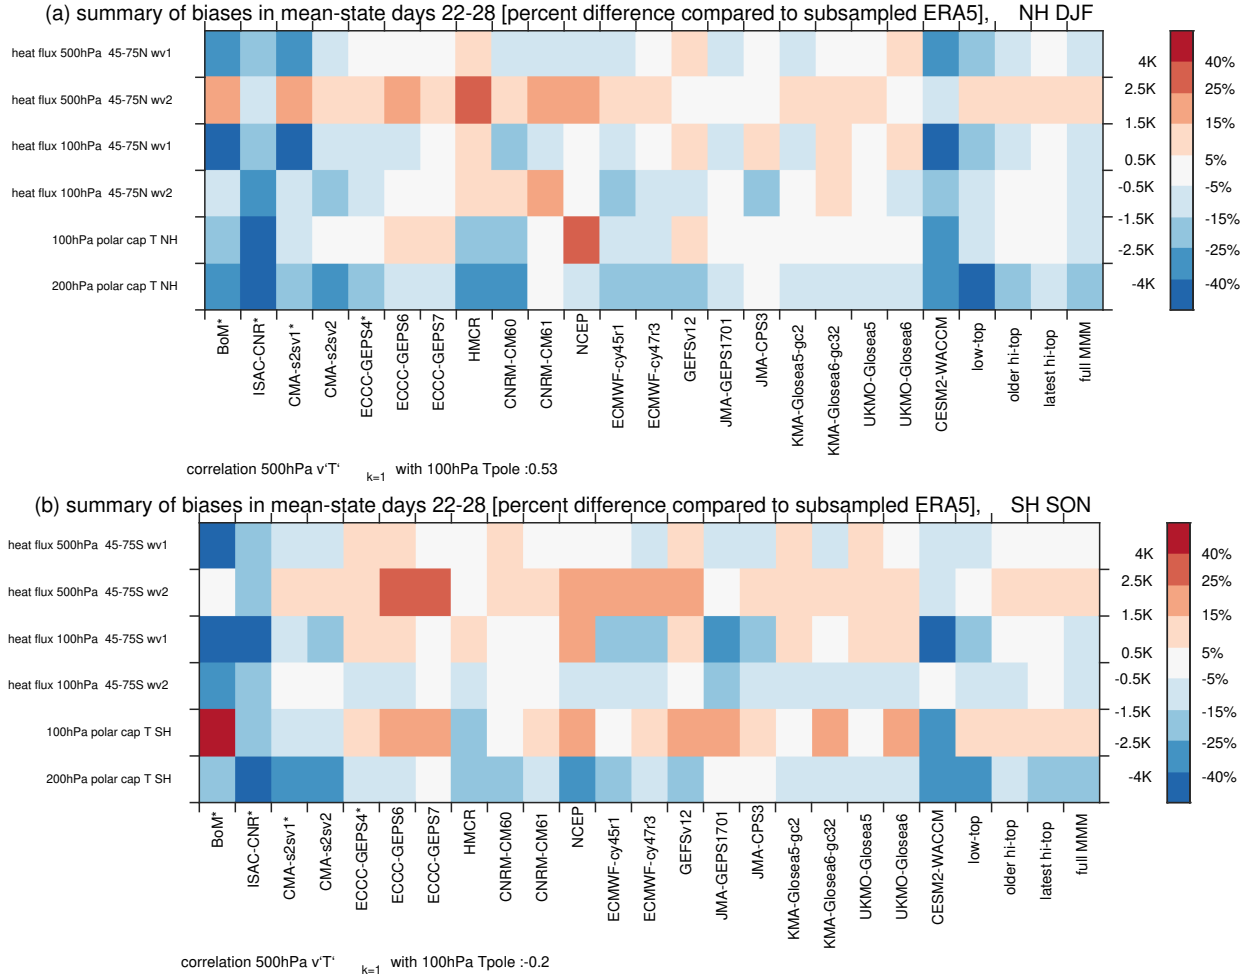 (a) summary of biases in mean-state days 22-28 [percent difference compared to subsampled ERA5], NH DJF
heat flux 500hPa 45-75N wv1
heat flux 500hPa 45-75N wv2
heat flux 100hPa 45-75N wv1
heat flux 100hPa 45-75N wv2
100hPa polar cap T NH
200hPa polar cap T NH
4K
2.5K
1.5K
0.5K
-0.5K
-1.5K
-2.5K
-4K
40%
25%
15%
5%
-5%
-15%
-25%
-40%
BoM*
ISAC-CNR*
CMA-s2sv1*
CMA-s2sv2
ECCC-GEPS4*
ECCC-GEPS6
ECCC-GEPS7
HMCR
CNRM-CM60
CNRM-CM61
NCEP
ECMWF-cy45r1
ECMWF-cy47r3
GEFSv12
JMA-GEPS1701
JMA-CPS3
KMA-Glosea5-gc2
KMA-Glosea6-gc32
UKMO-Glosea5
UKMO-Glosea6
CESM2-WACCM
low-top
older hi-top
latest hi-top
full MMM
correlation 500hPa v'T' k=1 with 100hPa Tpole :0.53
(b) summary of biases in mean-state days 22-28 [percent difference compared to subsampled ERA5], SH SON
heat flux 500hPa 45-75S wv1
heat flux 500hPa 45-75S wv2
heat flux 100hPa 45-75S wv1
heat flux 100hPa 45-75S wv2
100hPa polar cap T SH
200hPa polar cap T SH
4K
2.5K
1.5K
0.5K
-0.5K
-1.5K
-2.5K
-4K
40%
25%
15%
5%
-5%
-15%
-25%
-40%
BoM*
ISAC-CNR*
CMA-s2sv1*
CMA-s2sv2
ECCC-GEPS4*
ECCC-GEPS6
ECCC-GEPS7
HMCR
CNRM-CM60
CNRM-CM61
NCEP
ECMWF-cy45r1
ECMWF-cy47r3
GEFSv12
JMA-GEPS1701
JMA-CPS3
KMA-Glosea5-gc2
KMA-Glosea6-gc32
UKMO-Glosea5
UKMO-Glosea6
CESM2-WACCM
low-top
older hi-top
latest hi-top
full MMM
correlation 500hPa v'T' k=1 with 100hPa Tpole :-0.2